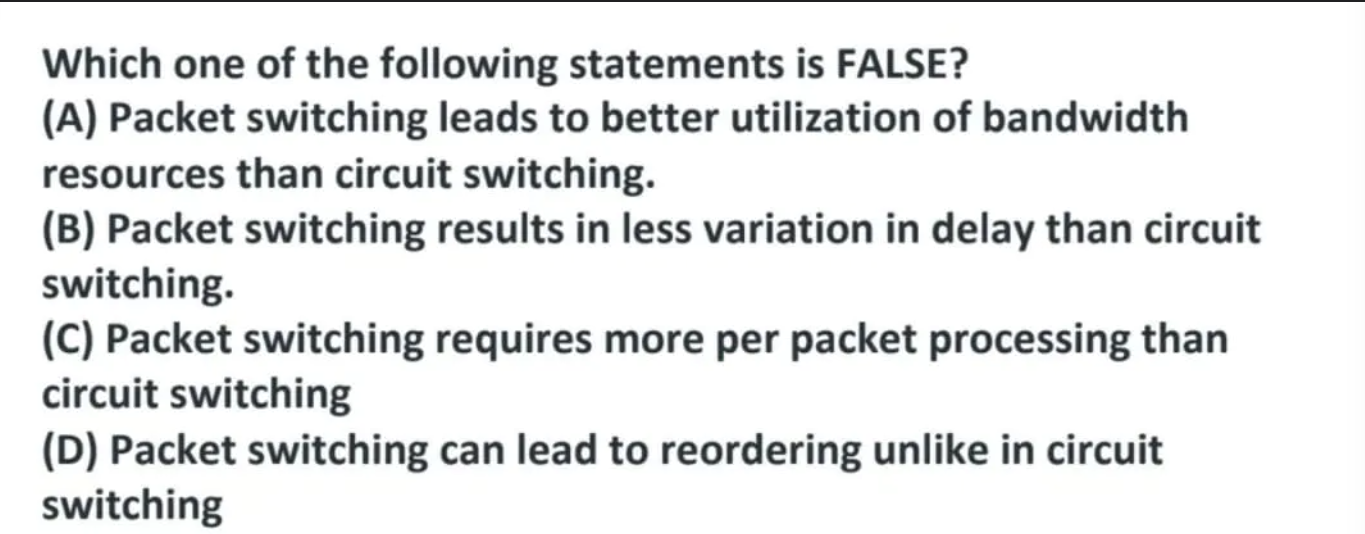 Which one of the following statements is FALSE?
(A) Packet switching leads to better utilization of bandwidth
resources than circuit switching.
(B) Packet switching results in less variation in delay than circuit
switching.
(C) Packet switching requires more per packet processing than
circuit switching
(D) Packet switching can lead to reordering unlike in circuit
switching